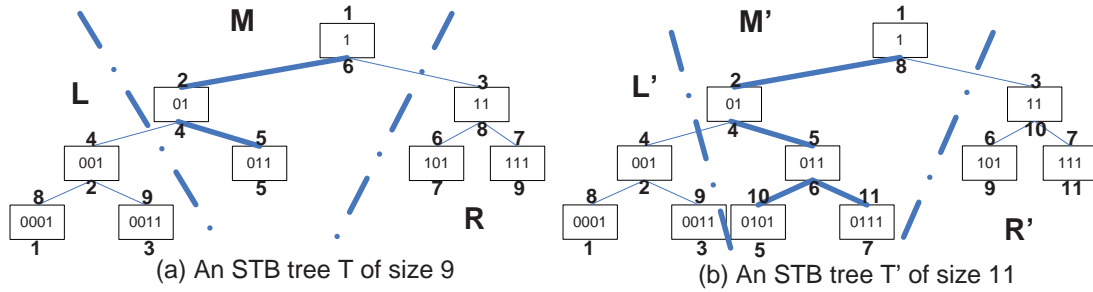 M 1 M' 1
1 1
6 8
L 2 3 L' 2 3
01 11 01 11
4 4 5 8 4 4 5 10
6 7 6 7
001 011 101 111 001 011 101 111
2 5 7 9 2 6 9 11
8 9 8 9 10 11
0001 0011 R 0001 0011 0101 0111 R'
1 3 1 3 5 7
(a) An STB tree T of size 9 (b) An STB tree T' of size 11